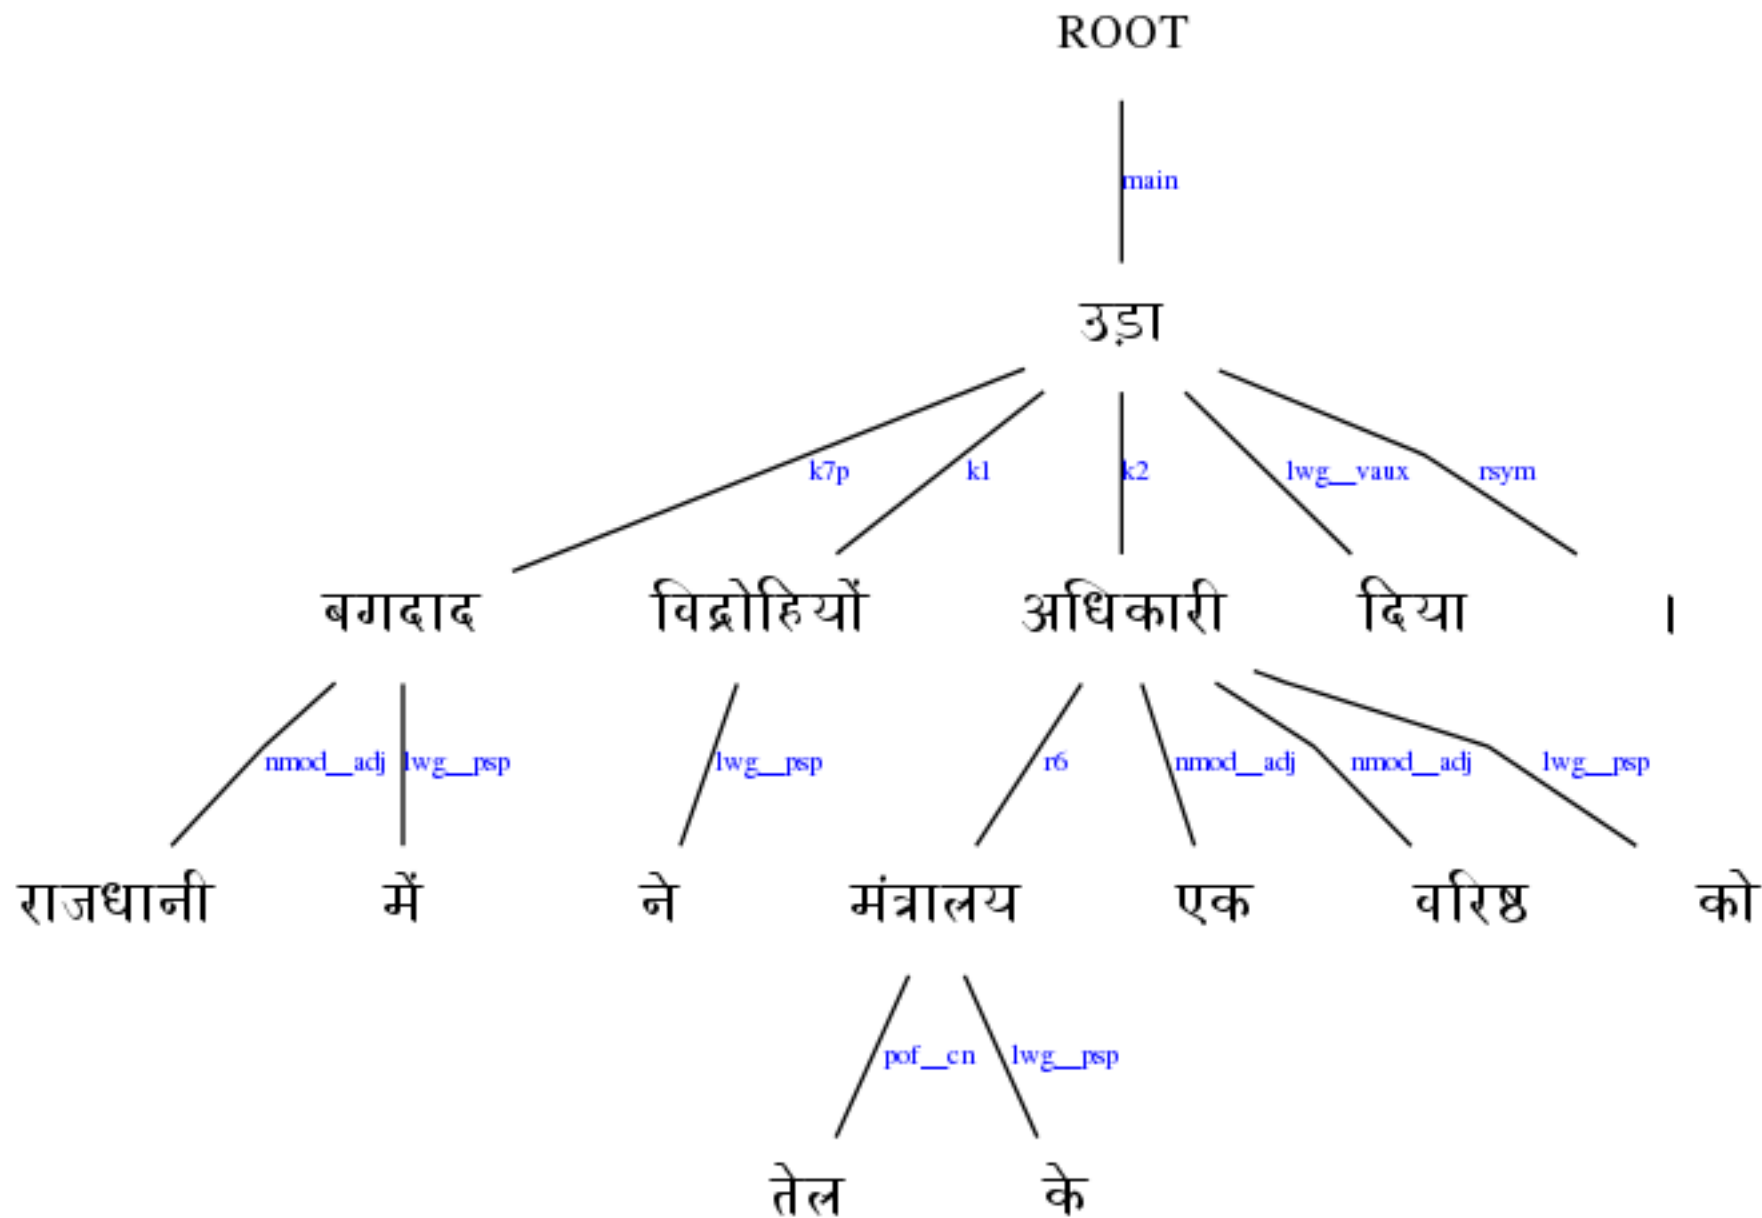 ROOT
main
उड़ा
k7p k1 k2 lwg__vaux rsym
बगदाद विद्रोहियों अधिकारी दिया ।
nmod__adj lwg__psp lwg__psp r6 nmod__adj nmod__adj lwg__psp
राजधानी में ने मंत्रालय एक वरिष्ठ को
pof__cn lwg__psp
तेल के